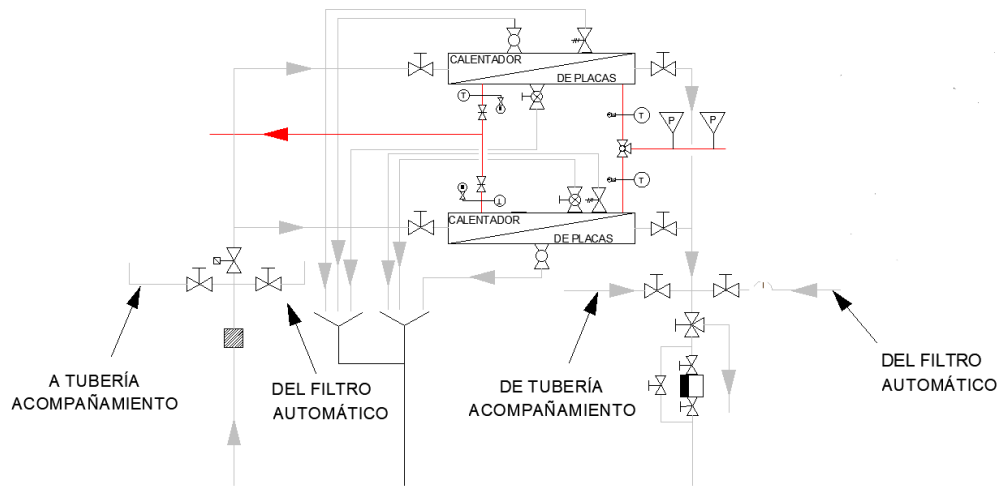 CALENTADOR
DE PLACAS
T
T
P
P
T
T
CALENTADOR
DE PLACAS
A TUBERÍA
ACOMPAÑAMIENTO
DEL FILTRO
AUTOMÁTICO
DE TUBERÍA
ACOMPAÑAMIENTO
DEL FILTRO
AUTOMÁTICO